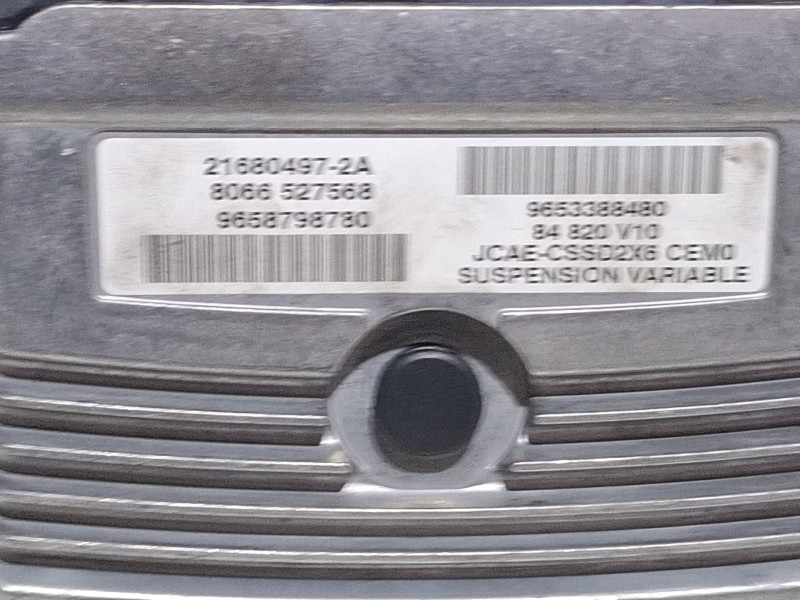 21680497-2A
8066 527568
9658798780
9653388480
84 820 V10
JCAE-CSSD2X6 CEM0
SUSPENSION VARIABLE